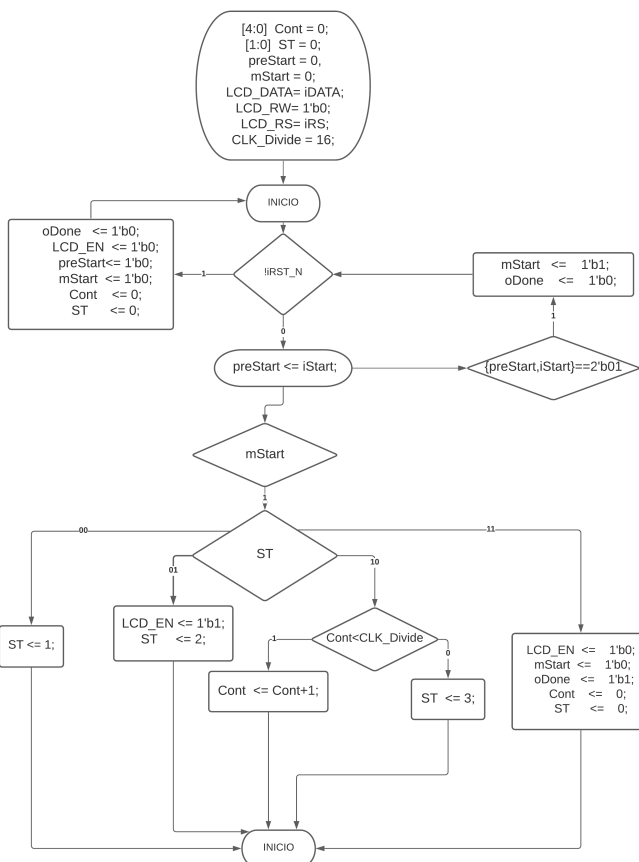 [4:0] Cont = 0;
[1:0] ST = 0;
preStart = 0,
mStart = 0;
LCD_DATA= iDATA;
LCD_RW= 1'b0;
LCD_RS= iRS;
CLK_Divide = 16;
INICIO
oDone <= 1'b0;
LCD_EN <= 1'b0;
preStart<= 1'b0;
mStart <= 1'b0;
Cont <= 0;
ST <= 0;
1
!iRST_N
mStart <= 1'b1;
oDone <= 1'b0;
0
1
preStart <= iStart;
{preStart,iStart}==2'b01
mStart
1
00
ST
11
01
10
ST <= 1;
LCD_EN <= 1'b1;
ST <= 2;
1
Cont<CLK_Divide
0
Cont <= Cont+1;
ST <= 3;
LCD_EN <= 1'b0;
mStart <= 1'b0;
oDone <= 1'b1;
Cont <= 0;
ST <= 0;
INICIO